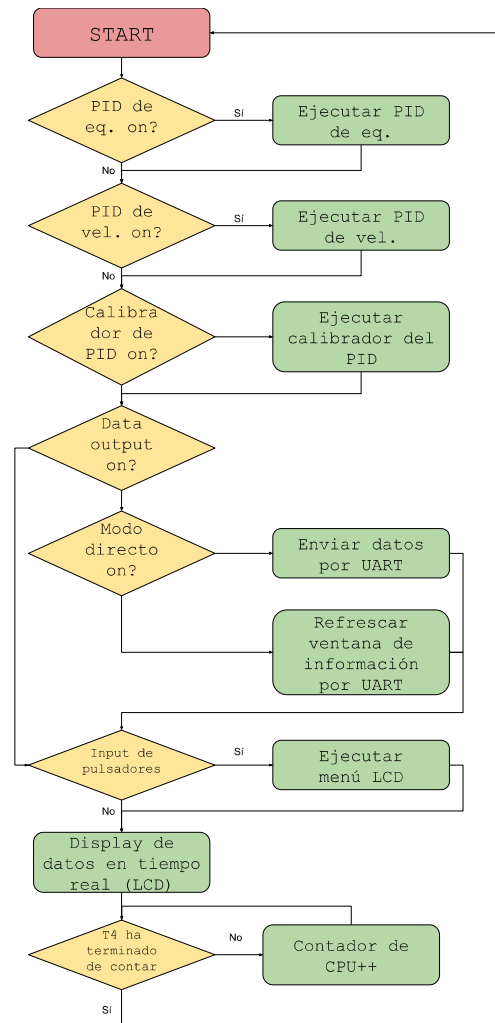 START
PID de
eq. on?
Sí
Ejecutar PID
de eq.
No
PID de
vel. on?
Sí
Ejecutar PID
de vel.
No
Calibra
dor de
PID on?
Ejecutar
calibrador del
PID
Data
output
on?
Modo
directo
on?
Enviar datos
por UART
Refrescar
ventana de
información
por UART
Input de
pulsadores
Sí
Ejecutar
menú LCD
No
Display de
datos en tiempo
real (LCD)
T4 ha
terminado
de contar
No
Contador de
CPU++
Sí